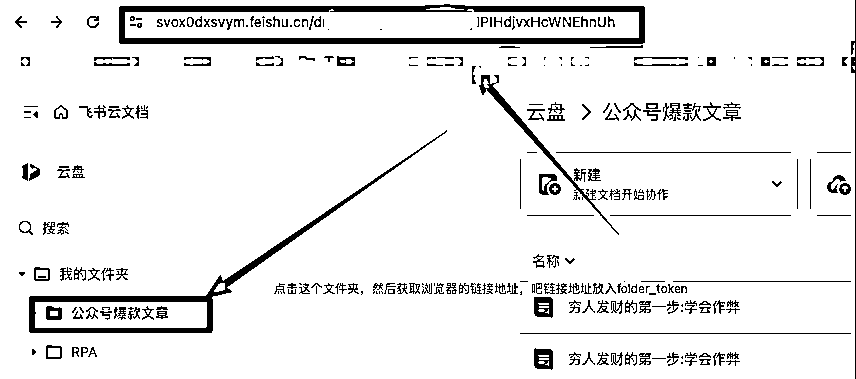 svox0dxsvym.feishu.cn/dr PIHdjvxHcWNEhnUh
飞书云文档
云盘 > 公众号爆款文章
云盘
新建
新建文档开始协作
搜索
名称
我的文件夹
点击这个文件夹，然后获取浏览器的链接地址，吧链接地址放入folder_token
公众号爆款文章
穷人发财的第一步:学会作弊
RPA
穷人发财的第一步:学会作弊